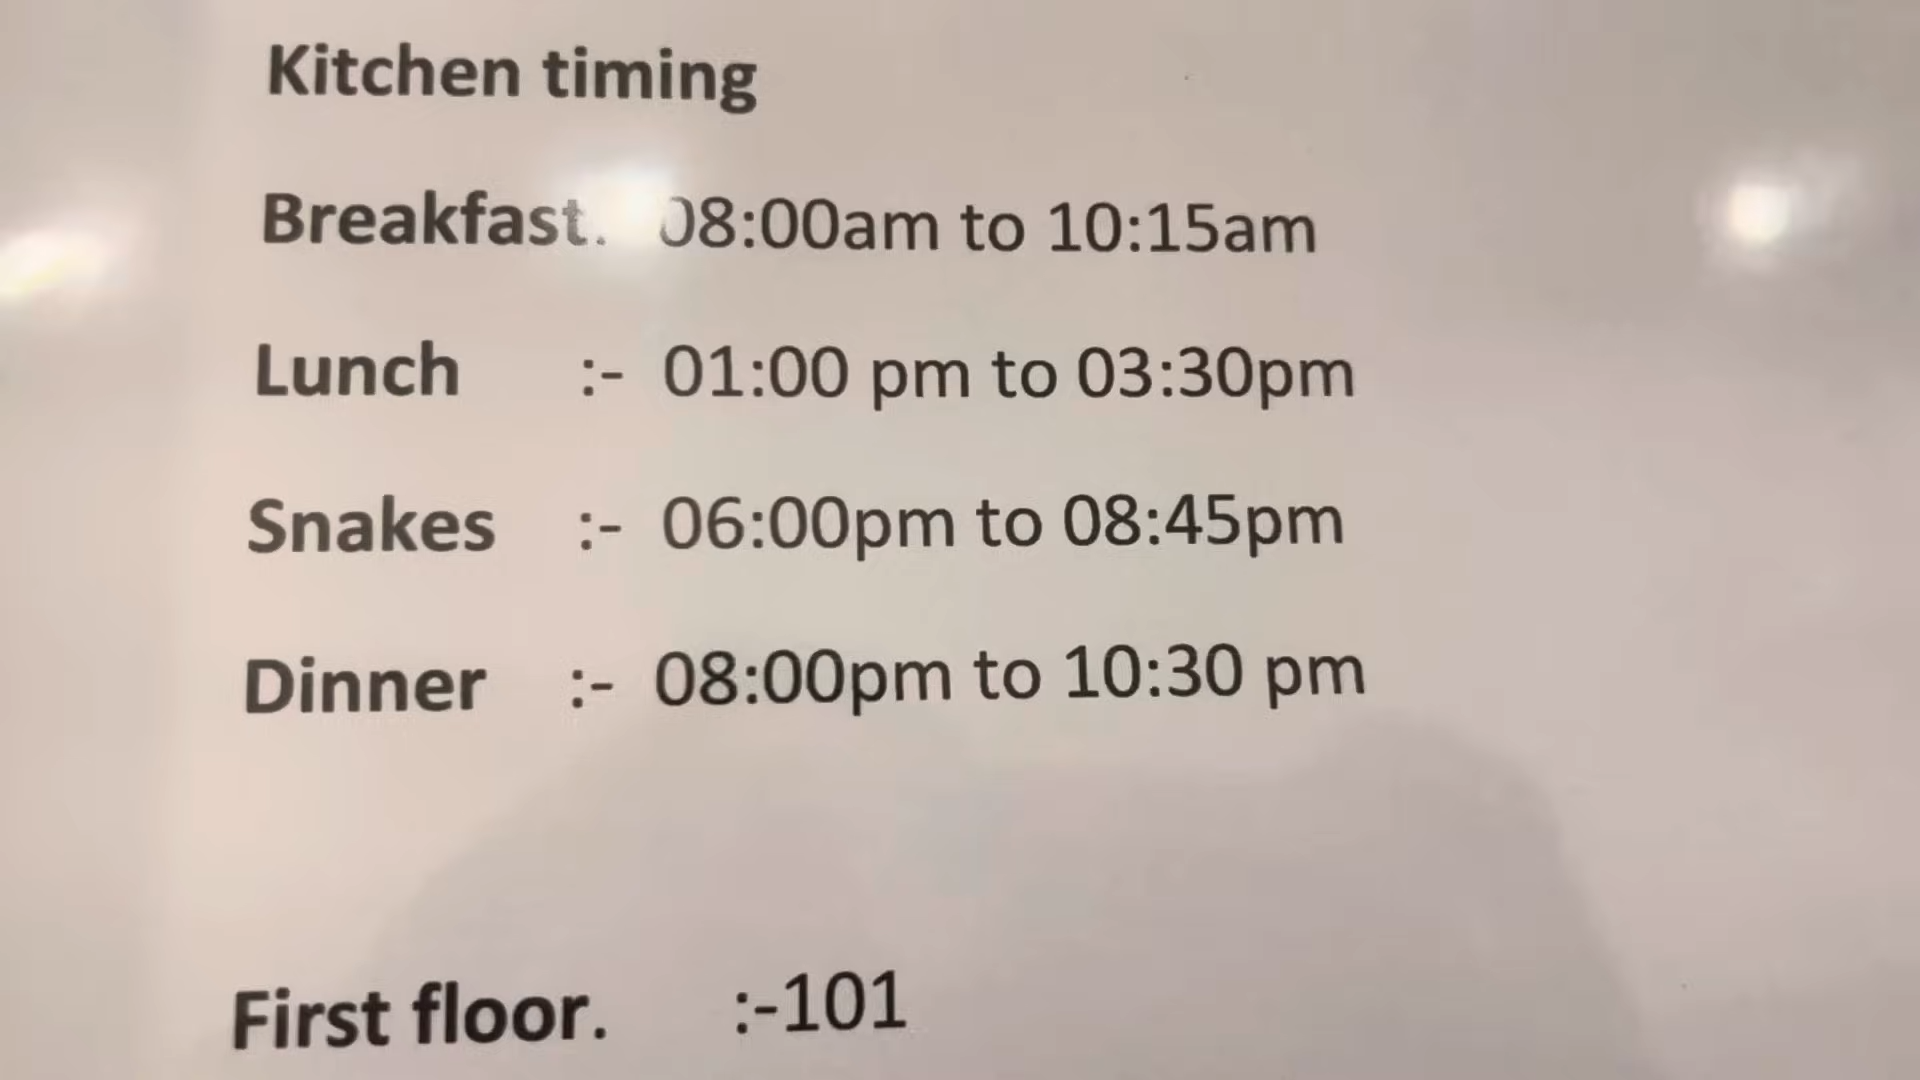 Kitchen timing
Breakfast. 08:00am to 10:15am
Lunch :- 01:00 pm to 03:30pm
Snakes :- 06:00pm to 08:45pm
Dinner :- 08:00pm to 10:30 pm
First floor. :-101